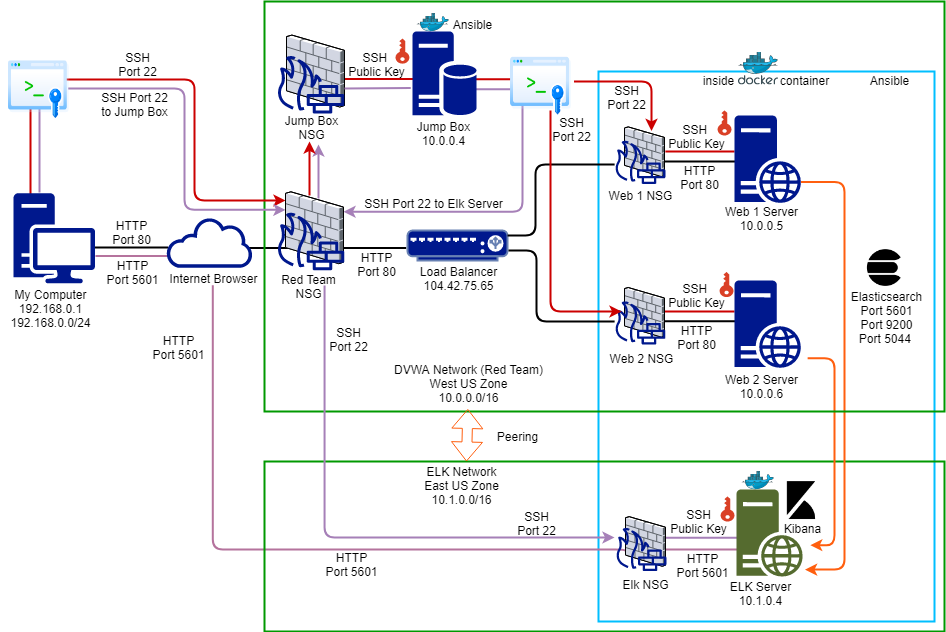 Ansible
SSH
Port 22
SSH Port 22
to Jump Box
>_
SSH
Public Key
Jump Box
NSG
Jump Box
10.0.0.4
>_
SSH
Port 22
SSH
Port 22
inside docker container
Ansible
SSH
Public Key
HTTP
Port 80
Web 1 NSG
Web 1 Server
10.0.0.5
SSH Port 22 to Elk Server
HTTP
Port 80
HTTP
Port 5601
My Computer
192.168.0.1
192.168.0.0/24
Internet Browser
Red Team
NSG
HTTP
Port 80
Load Balancer
104.42.75.65
Elasticsearch
Port 5601
Port 9200
Port 5044
SSH
Public Key
HTTP
Port 80
Web 2 NSG
Web 2 Server
10.0.0.6
HTTP
Port 5601
SSH
Port 22
DVWA Network (Red Team)
West US Zone
10.0.0.0/16
Peering
ELK Network
East US Zone
10.1.0.0/16
SSH
Port 22
SSH
Public Key
Kibana
HTTP
Port 5601
HTTP
Port 5601
Elk NSG
ELK Server
10.1.0.4